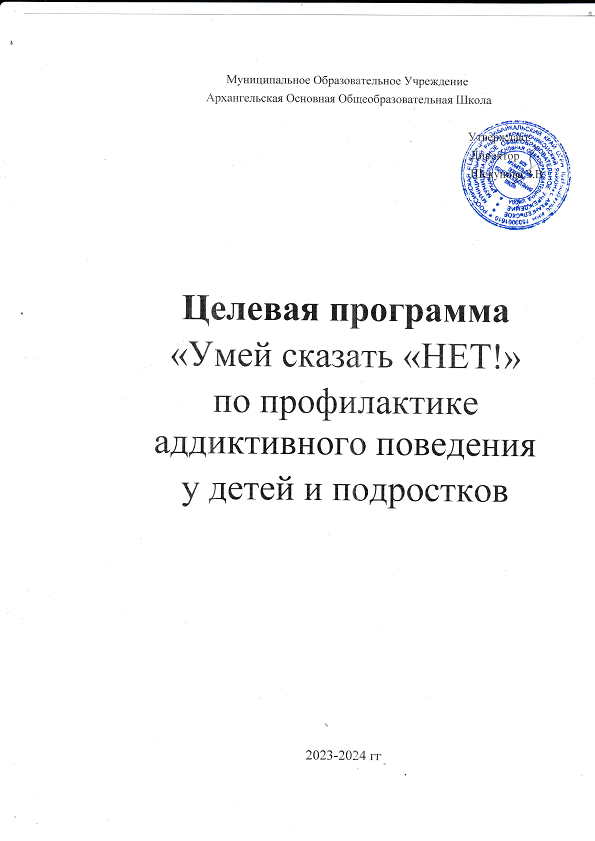 Муниципальное Образовательное Учреждение
Архангельская Основная Общеобразовательная Школа
Утверждаю
Директор
Целевая программа
«Умей сказать «НЕТ!»
по профилактике
аддиктивного поведения
у детей и подростков
2023-2024 гг